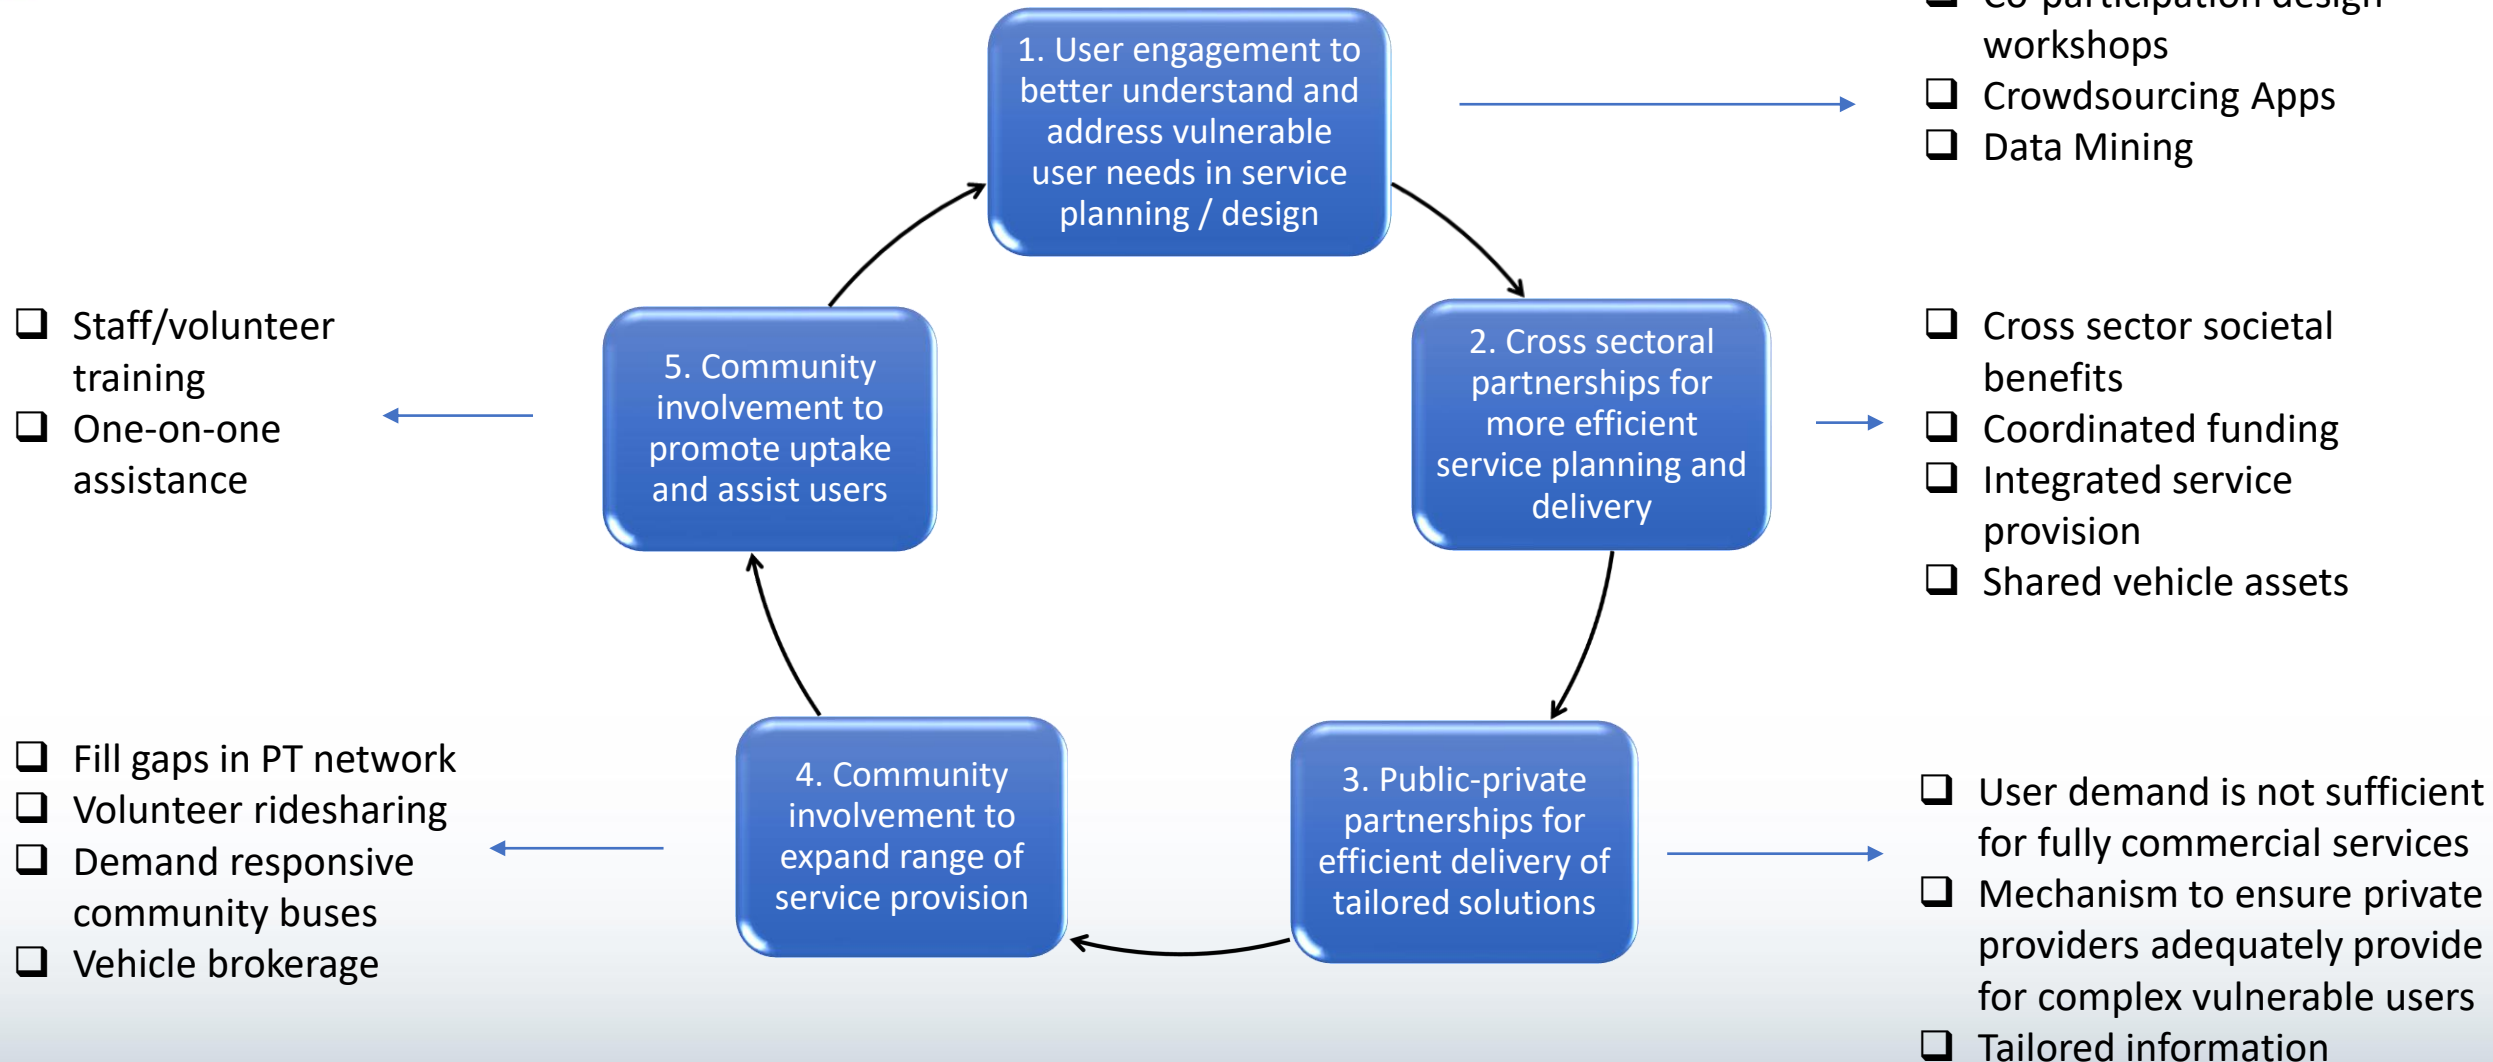 Co-participation design
workshops
Crowdsourcing Apps
Data Mining
1. User engagement to
better understand and
address vulnerable
user needs in service
planning / design
2. Cross sectoral
partnerships for
more efficient
service planning and
delivery
Cross sector societal
benefits
Coordinated funding
Integrated service
provision
Shared vehicle assets
3. Public-private
partnerships for
efficient delivery of
tailored solutions
User demand is not sufficient
for fully commercial services
Mechanism to ensure private
providers adequately provide
for complex vulnerable users
Tailored information
4. Community
involvement to
expand range of
service provision
Fill gaps in PT network
Volunteer ridesharing
Demand responsive
community buses
Vehicle brokerage
5. Community
involvement to
promote uptake
and assist users
Staff/volunteer
training
One-on-one
assistance